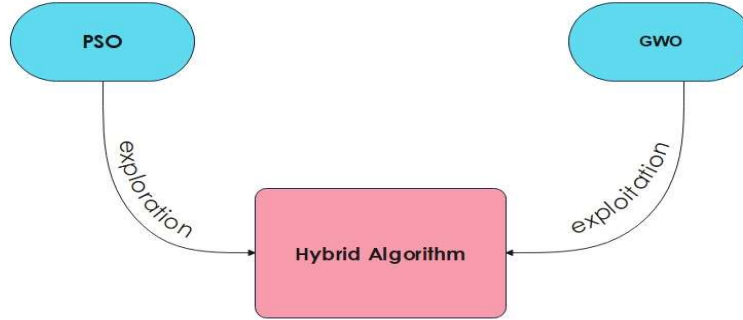 PSO
GWO
exploration
exploitation
Hybrid Algorithm